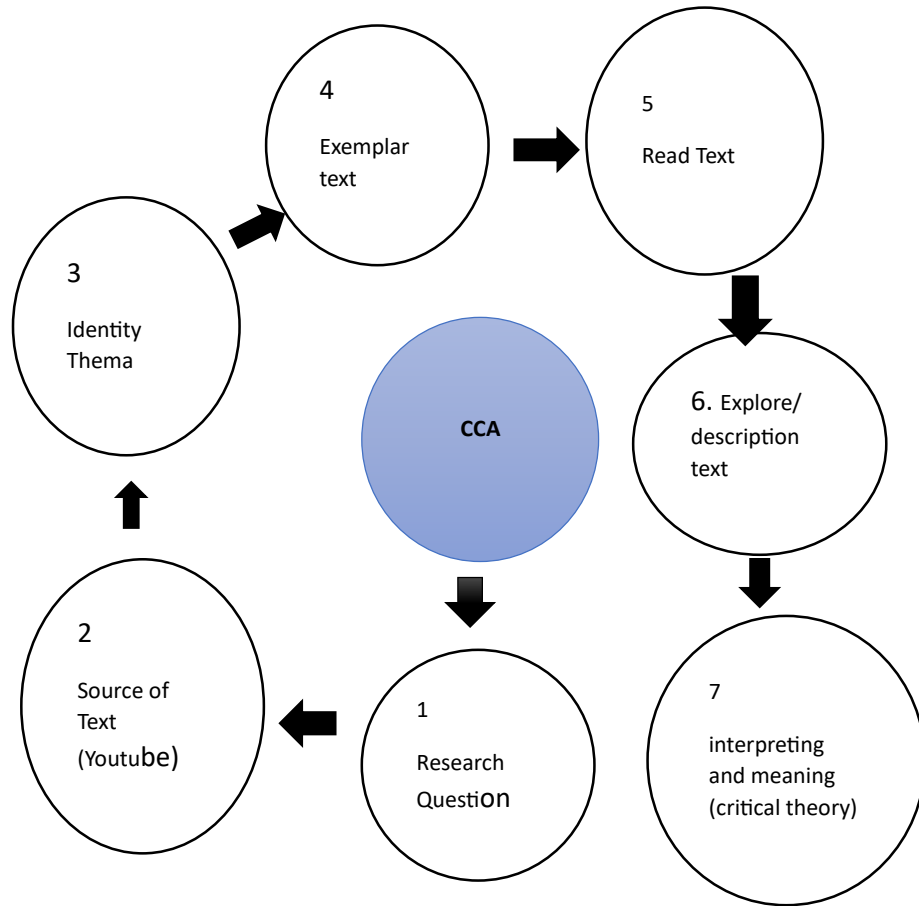 CCA
1
Research
Question
2
Source of
Text
(Youtube)
3
Identity
Thema
4
Exemplar
text
5
Read Text
6. Explore/
description
text
7
interpreting
and meaning
(critical theory)